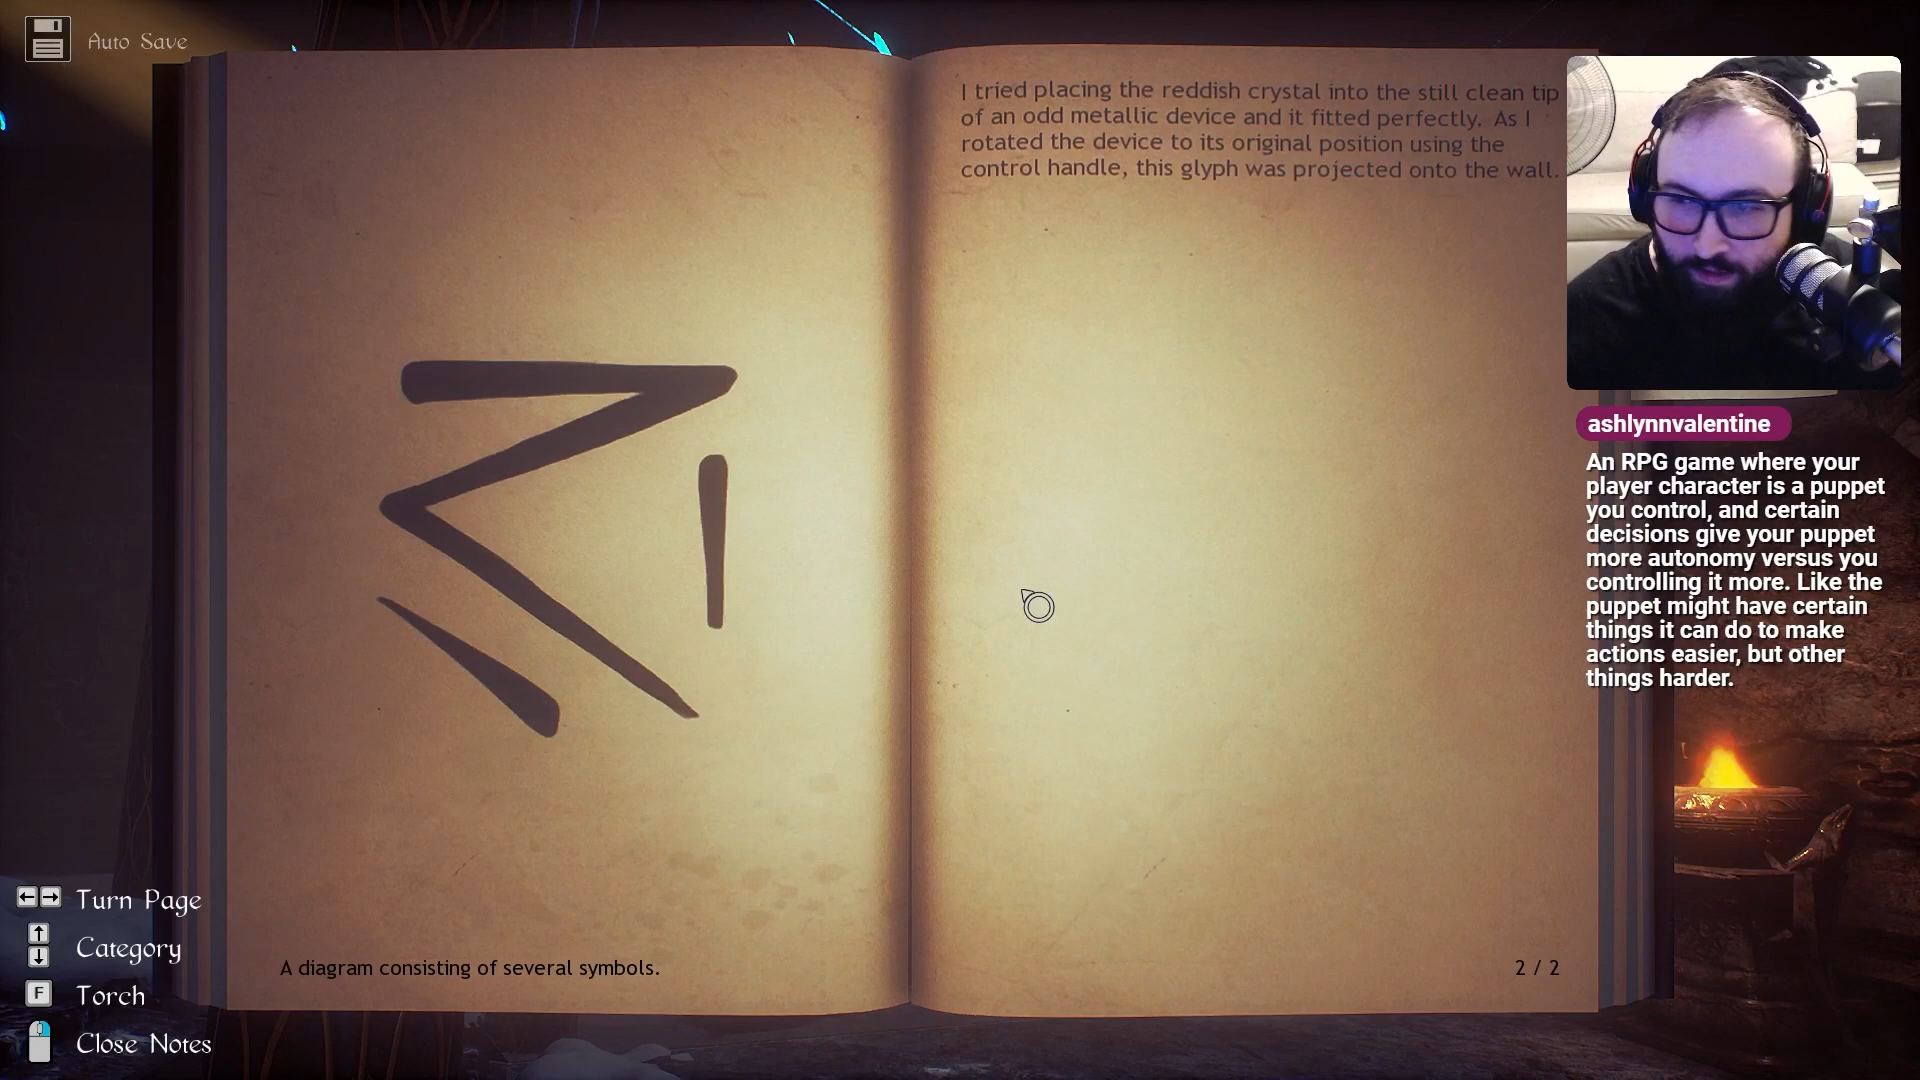 Auto Save
I tried placing the reddish crystal into the still clean tip
of an odd metallic device and it fitted perfectly. As I
rotated the device to its original position using the
control handle, this glyph was projected onto the wall.
ashlynnvalentine
An RPG game where your
player character is a puppet
you control, and certain
decisions give your puppet
more autonomy versus you
controlling it more. Like the
puppet might have certain
things it can do to make
actions easier, but other
things harder.
← → Turn Page
↑ ↓ Category
F Torch
Close Notes
A diagram consisting of several symbols.
2 / 2